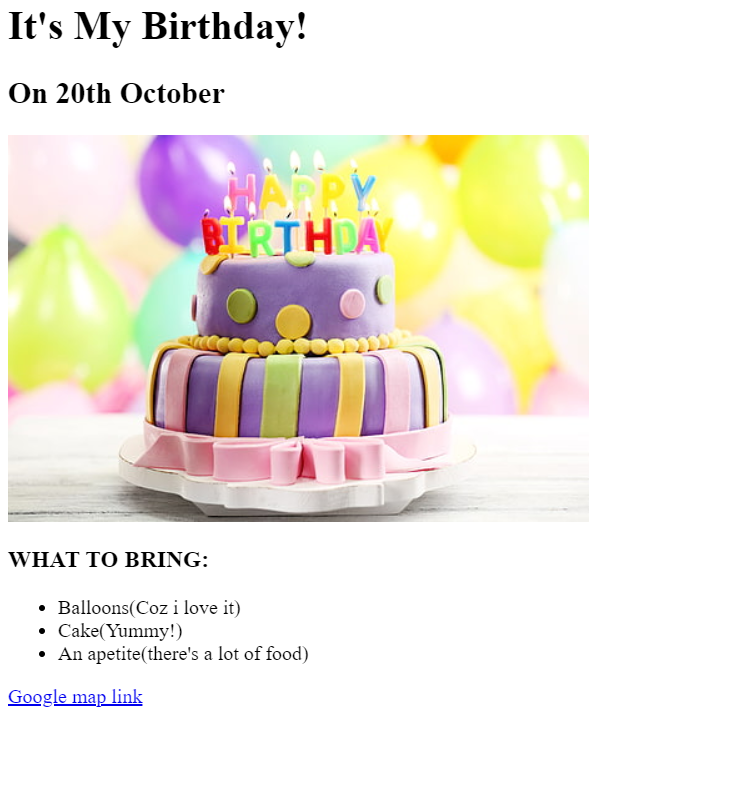 It's My Birthday!
On 20th October
HAPPY
BIRTHDAY
WHAT TO BRING:
Balloons(Coz i love it)
Cake(Yummy!)
An apetite(there's a lot of food)
Google map link